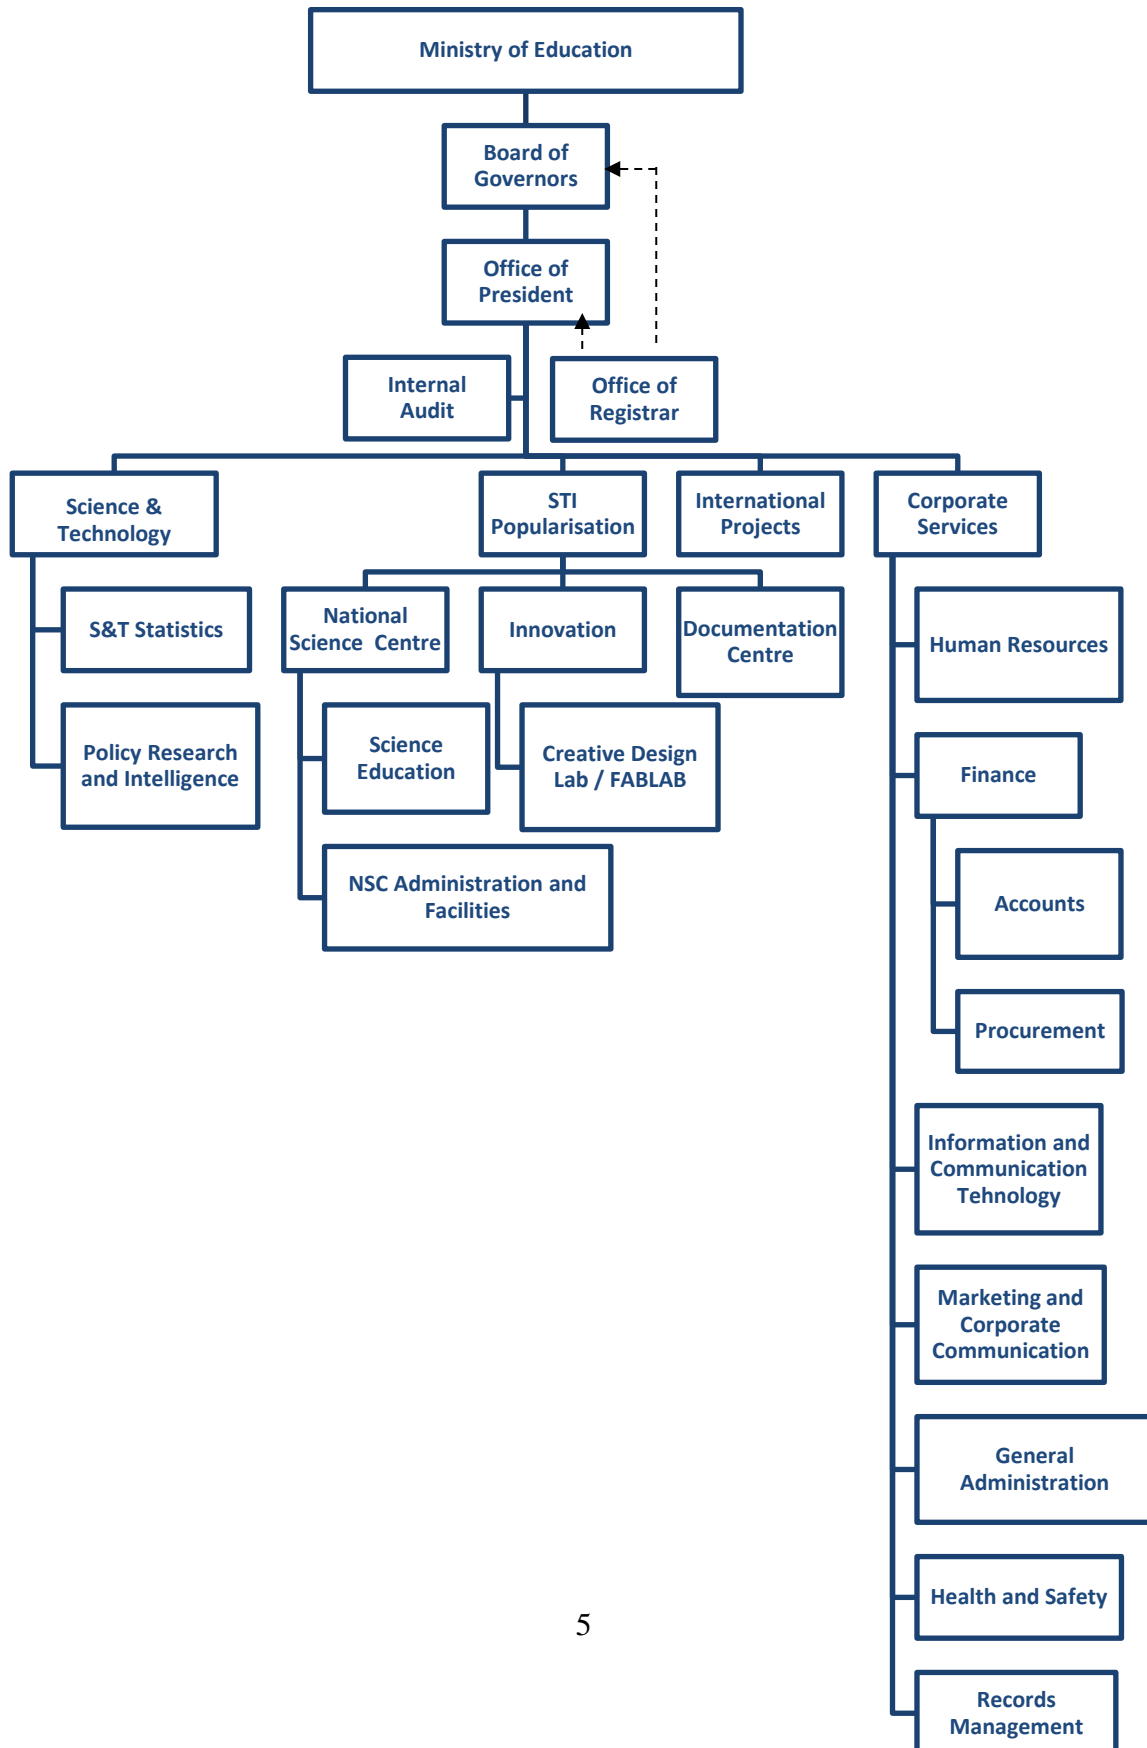 Ministry of Education
Board of
Governors
Office of
President
Internal
Audit
Office of
Registrar
Science &
Technology
STI
Popularisation
International
Projects
Corporate
Services
S&T Statistics
Policy Research
and Intelligence
National
Science Centre
Innovation
Documentation
Centre
Science
Education
Creative Design
Lab / FABLAB
NSC Administration and
Facilities
Human Resources
Finance
Accounts
Procurement
Information and
Communication
Tehnology
Marketing and
Corporate
Communication
General
Administration
Health and Safety
Records
Management
5